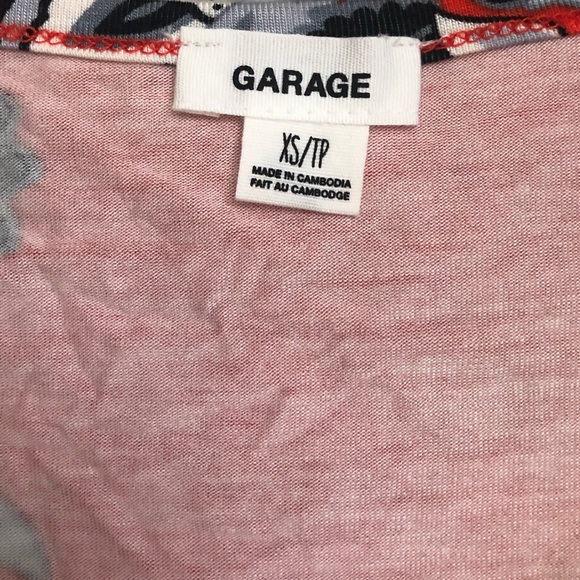 GARAGE
XS/TP
MADE IN CAMBODIA
FAIT AU CAMBODGE